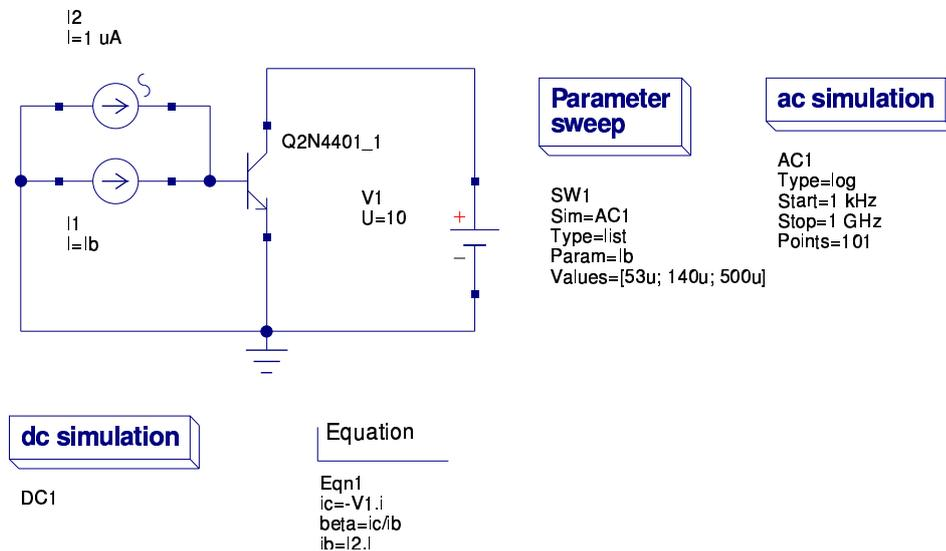 I2
I=1 uA
Q2N4401_1
I1
I=Ib
V1
U=10
+
−
Parameter
sweep
SW1
Sim=AC1
Type=list
Param=Ib
Values=[53u; 140u; 500u]
ac simulation
AC1
Type=log
Start=1 kHz
Stop=1 GHz
Points=101
dc simulation
DC1
Equation
Eqn1
ic=-V1.i
beta=ic/ib
ib=I2.I